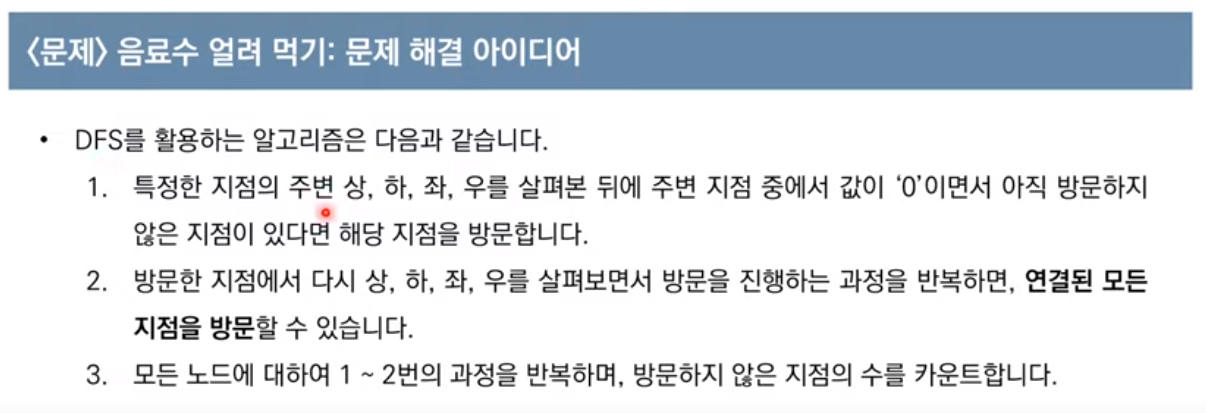 <문제> 음료수 얼려 먹기: 문제 해결 아이디어
• DFS를 활용하는 알고리즘은 다음과 같습니다.
1. 특정한 지점의 주변 상, 하, 좌, 우를 살펴본 뒤에 주변 지점 중에서 값이 ‘0’이면서 아직 방문하지
않은 지점이 있다면 해당 지점을 방문합니다.
2. 방문한 지점에서 다시 상, 하, 좌, 우를 살펴보면서 방문을 진행하는 과정을 반복하면, 연결된 모든
지점을 방문할 수 있습니다.
3. 모든 노드에 대하여 1 ~ 2번의 과정을 반복하며, 방문하지 않은 지점의 수를 카운트합니다.